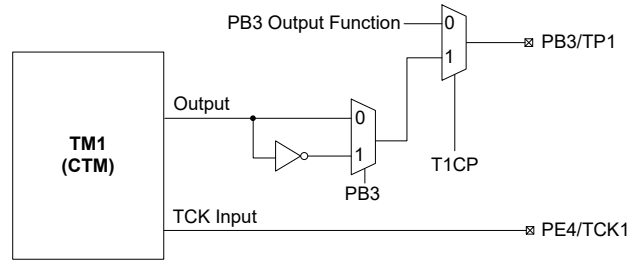 PB3 Output Function
0
1
PB3/TP1
Output
0
1
TM1
(CTM)
T1CP
PB3
TCK Input
PE4/TCK1